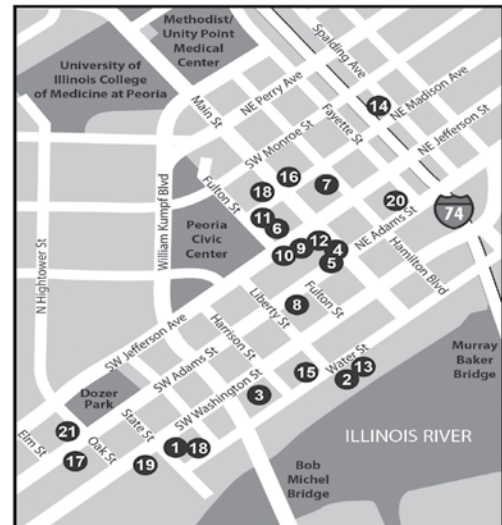 Methodist/
Unity Point
Medical
Center
University of
Illinois College
of Medicine at Peoria
Main St
NE Perry Ave
Spalding Ave
Fayette St
14
NE Madison Ave
SW Monroe St
NE Jefferson St
16
7
18
20
74
Fulton St
11
6
William Kumpf Blvd
Peoria
Civic
Center
12
9
4
10
5
NE Adams St
Hamilton Blvd
N Hightower St
Liberty St
Fulton St
8
SW Jefferson Ave
Harrison St
SW Adams St
Water St
Murray
Baker
Bridge
13
15
2
3
Dozer
Park
SW Washington St
State St
21
Elm St
17
Oak St
19
1
18
ILLINOIS RIVER
Bob
Michel
Bridge